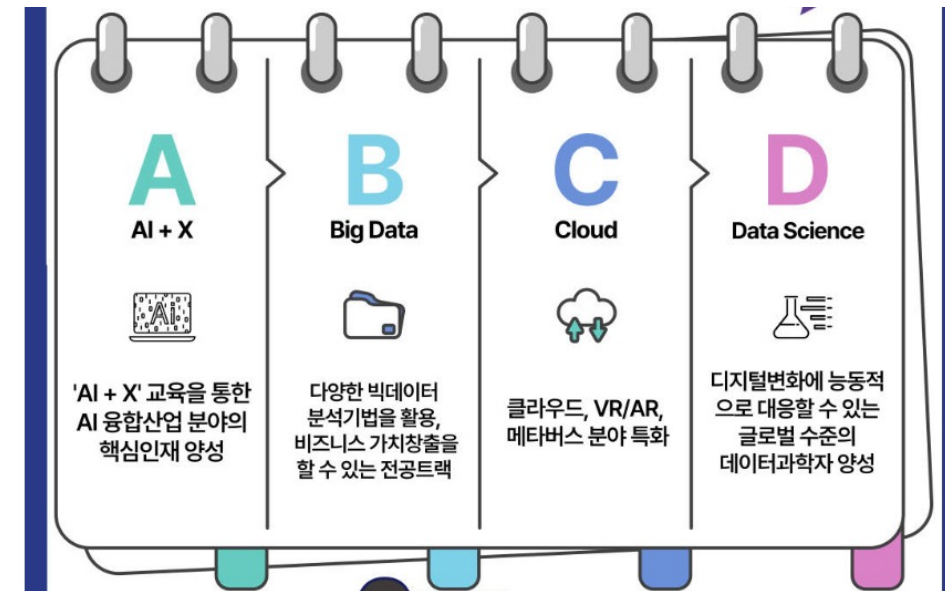 A
AI + X
Ai
'AI + X' 교육을 통한
AI 융합산업 분야의
핵심인재 양성
B
Big Data
다양한 빅데이터
분석기법을 활용,
비즈니스 가치창출을
할 수 있는 전공트랙
C
Cloud
클라우드, VR/AR,
메타버스 분야 특화
D
Data Science
디지털변화에 능동적
으로 대응할 수 있는
글로벌 수준의
데이터과학자 양성